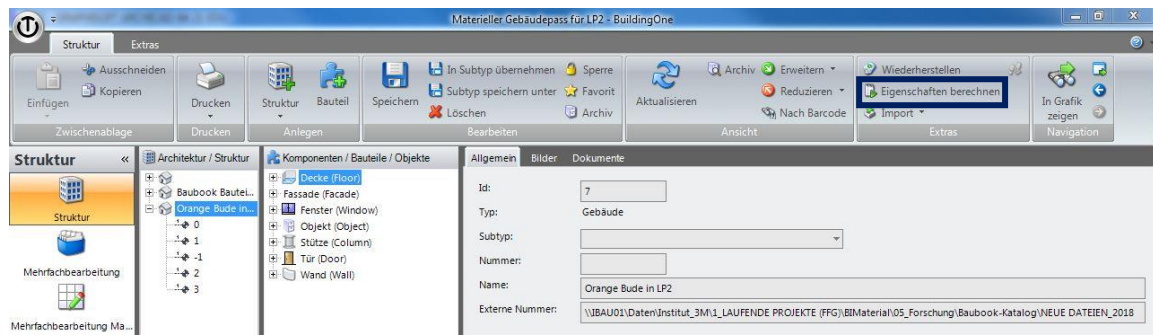 Materieller Gebäudepass für LP2 - BuildingOne
Struktur Extras
Ausschneiden
Kopieren
Einfügen
Zwischenablage
Drucken
Drucken
Struktur Bauteil
Anlegen
Speichern
In Subtyp übernehmen Sperre
Subtyp speichern unter Favorit
Löschen Archiv
Bearbeiten
Aktualisieren
Archiv Erweitern
Reduzieren
Nach Barcode
Ansicht
Wiederherstellen
Eigenschaften berechnen
Import
Extras
In Grafik zeigen
Navigation
Struktur «
Struktur
Mehrfachbearbeitung
Mehrfachbearbeitung Ma...
Architektur / Struktur
Baubook Bautei...
Orange Bude in...
0
1
-1
2
3
Komponenten / Bauteile / Objekte
Decke (Floor)
Fassade (Facade)
Fenster (Window)
Objekt (Object)
Stütze (Column)
Tür (Door)
Wand (Wall)
Allgemein Bilder Dokumente
Id: 7
Typ: Gebäude
Subtyp:
Nummer:
Name: Orange Bude in LP2
Externe Nummer: \\IBAU01\Daten\Institut_3M\1_LAUFENDE PROJEKTE (FFG)\BIMaterial\05_Forschung\Baubook-Katalog\NEUE DATEIEN_2018